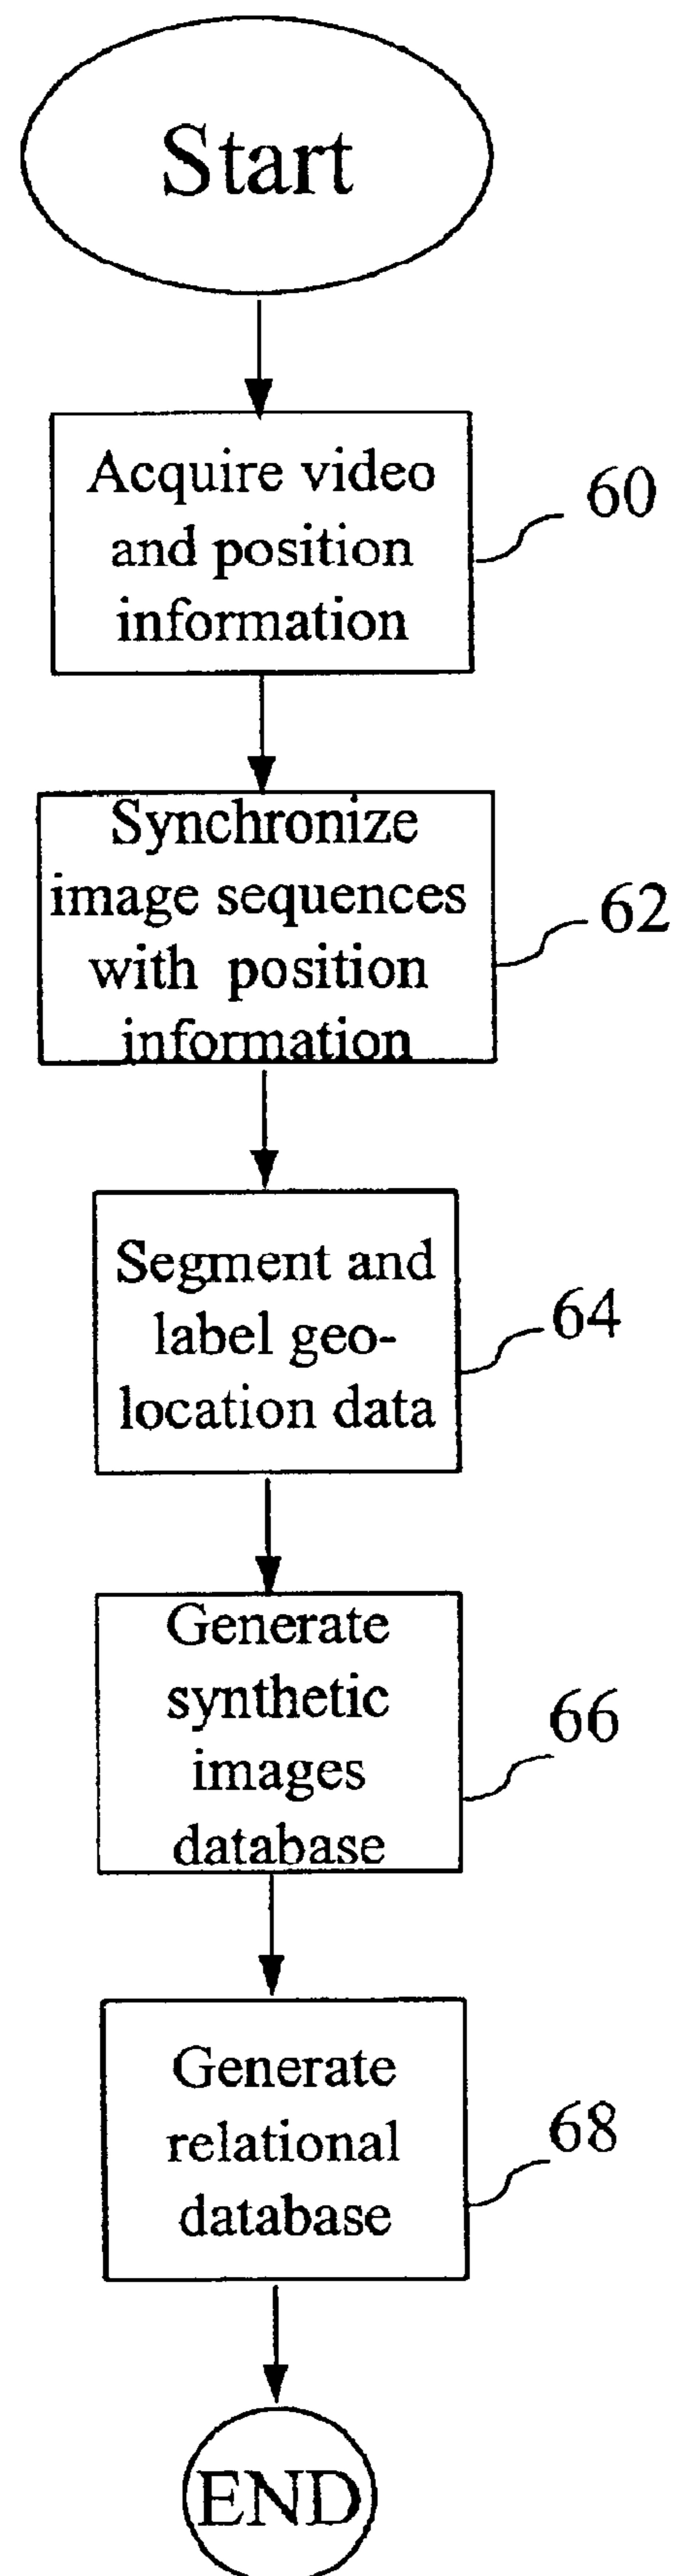 Start
Acquire video
and position
information
60
Synchronize
image sequences
with position
information
62
Segment and
label geo-
location data
64
Generate
synthetic
images
database
66
Generate
relational
database
68
END